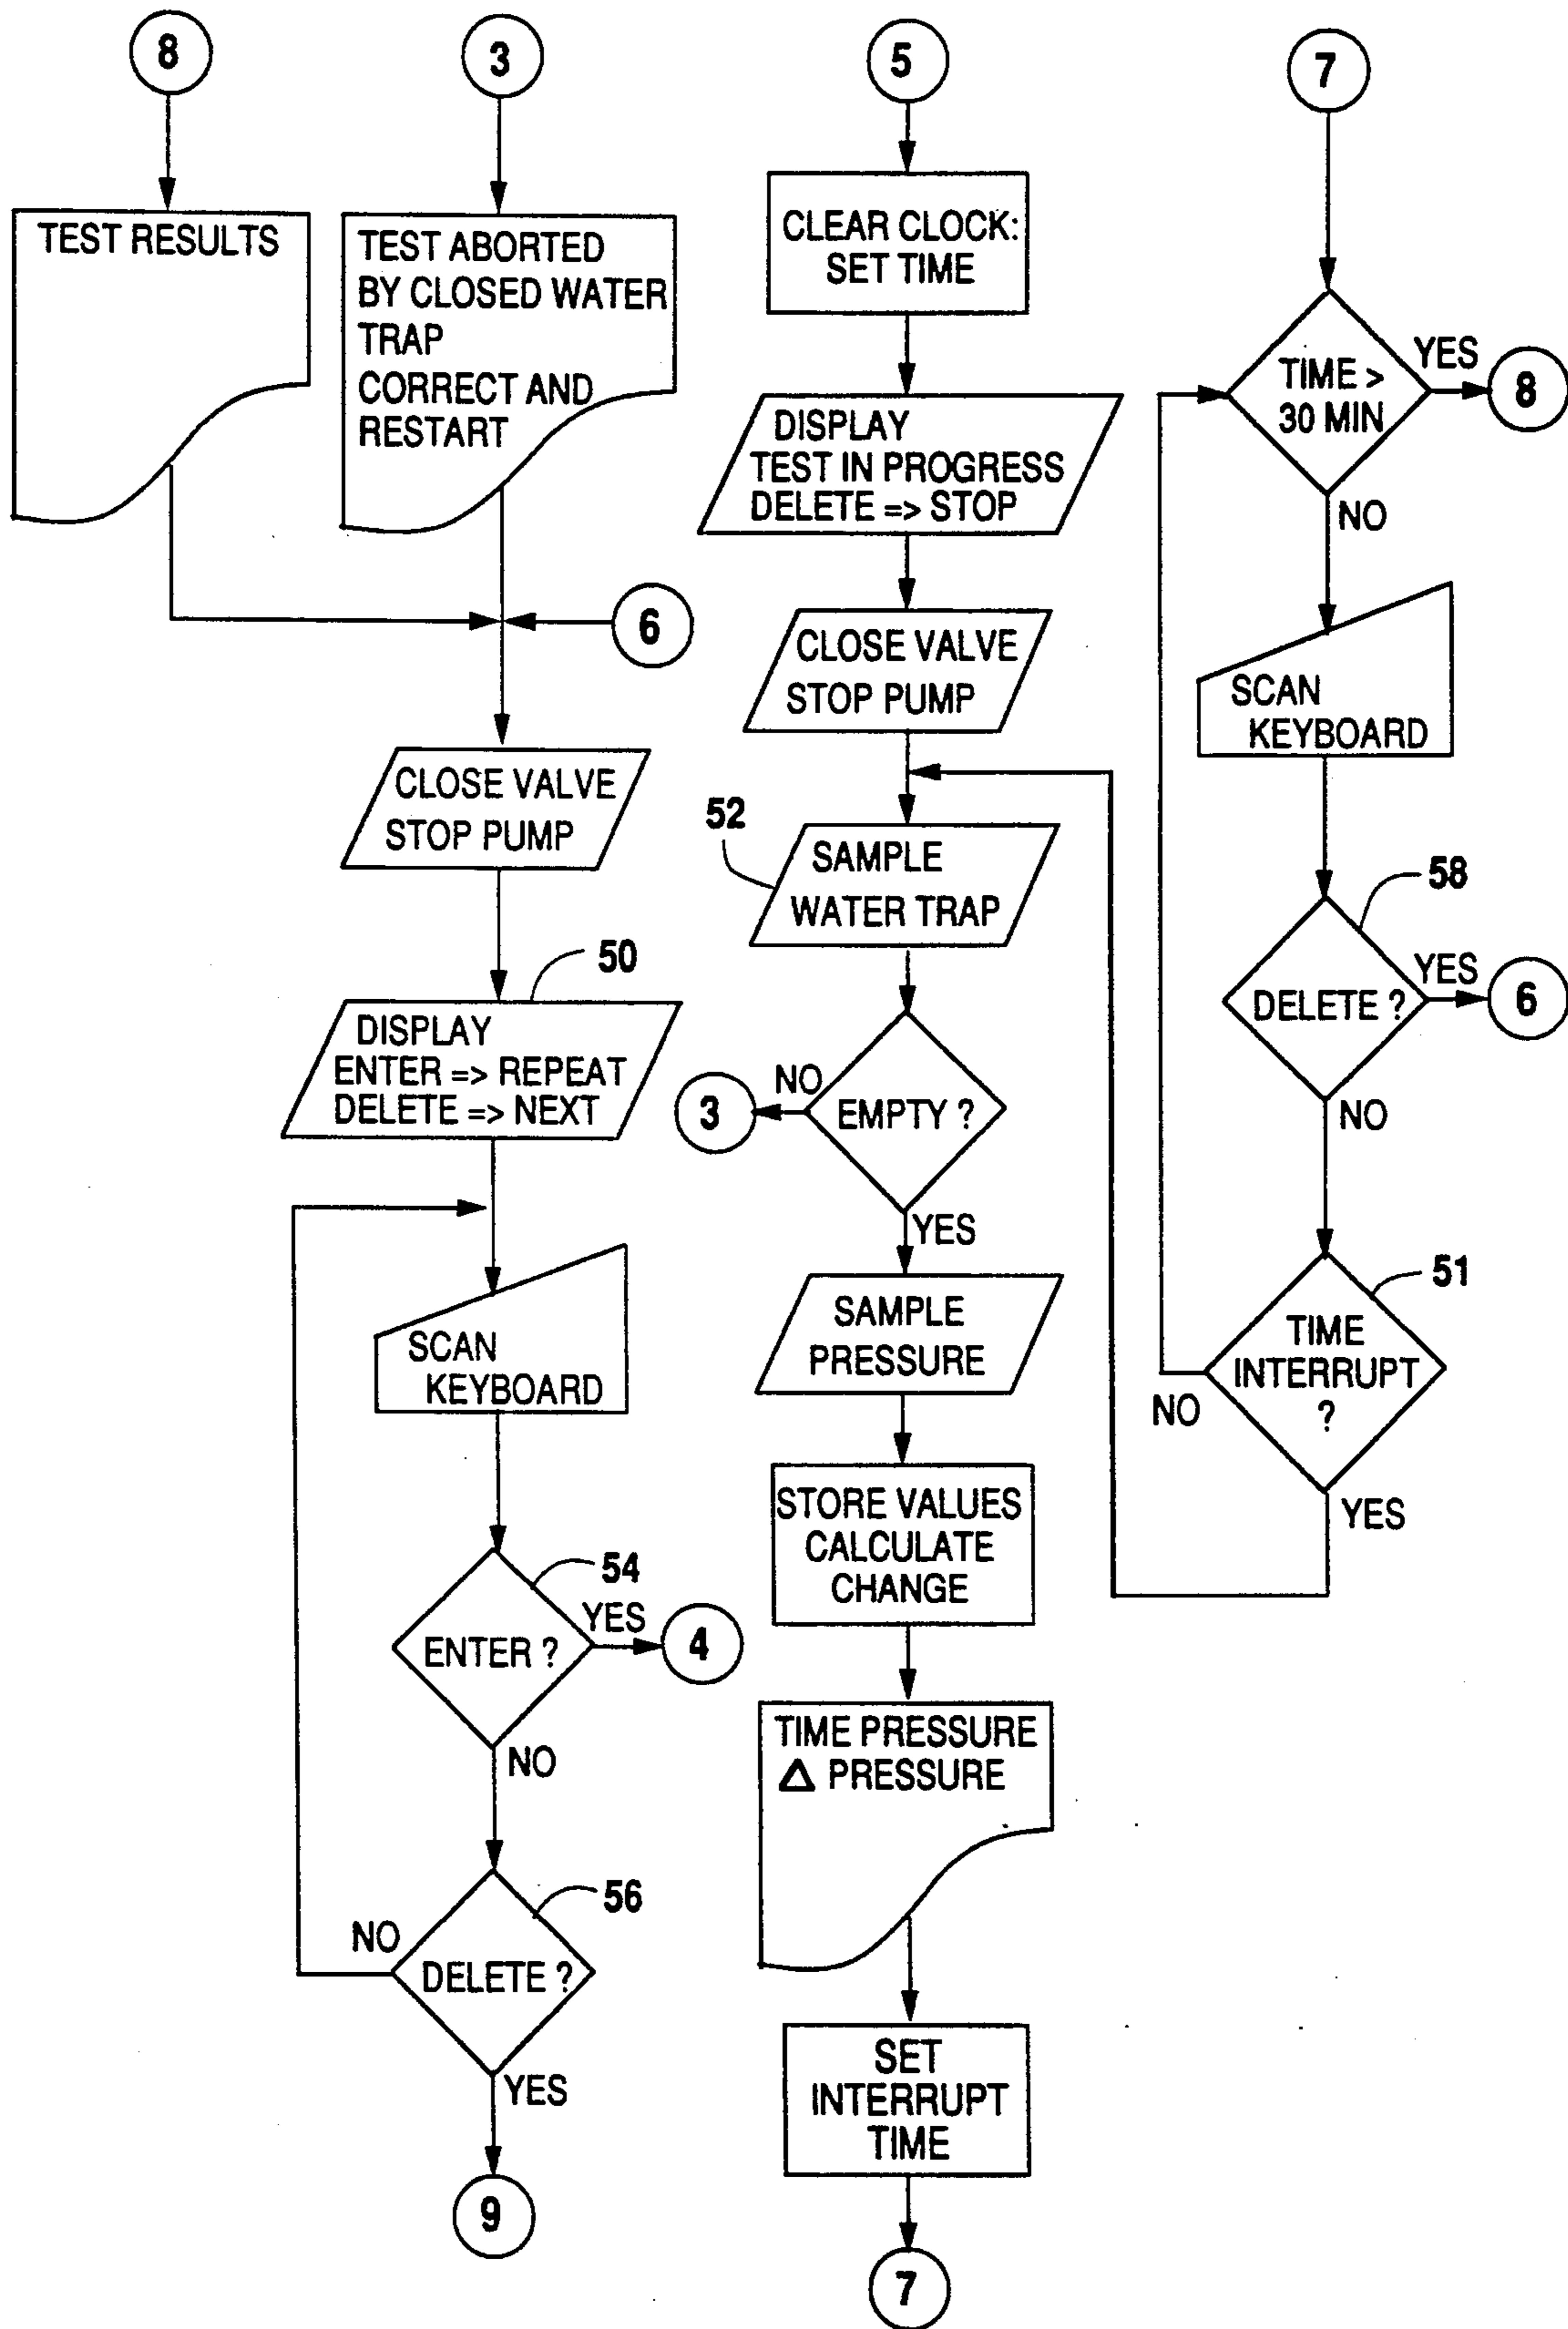 8
TEST RESULTS
3
TEST ABORTED
BY CLOSED WATER
TRAP
CORRECT AND
RESTART
6
CLOSE VALVE
STOP PUMP
50
DISPLAY
ENTER => REPEAT
DELETE => NEXT
SCAN
KEYBOARD
54
ENTER ?
YES
4
NO
56
DELETE ?
NO
YES
9
5
CLEAR CLOCK:
SET TIME
DISPLAY
TEST IN PROGRESS
DELETE => STOP
CLOSE VALVE
STOP PUMP
52
SAMPLE
WATER TRAP
EMPTY ?
NO
3
YES
SAMPLE
PRESSURE
STORE VALUES
CALCULATE
CHANGE
TIME PRESSURE
Δ PRESSURE
SET
INTERRUPT
TIME
7
7
TIME >
30 MIN
YES
8
NO
SCAN
KEYBOARD
58
DELETE ?
YES
6
NO
51
TIME
INTERRUPT
?
NO
YES